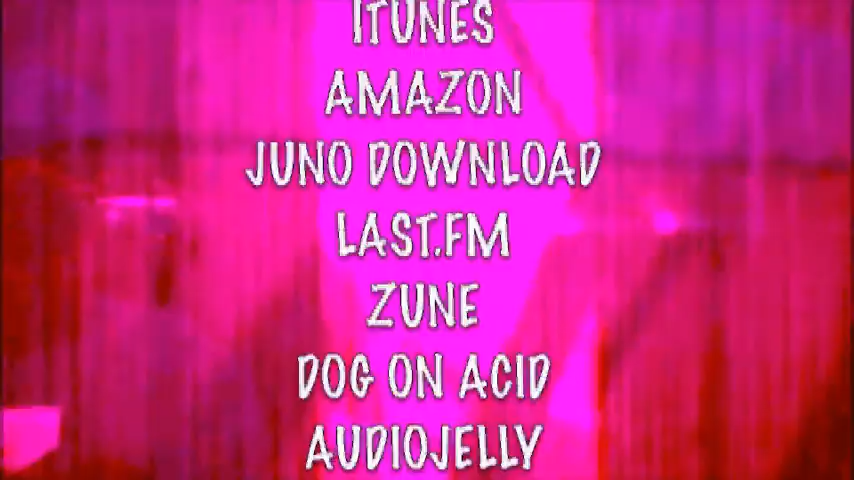 ITUNES
AMAZON
JUNO DOWNLOAD
LAST.FM
ZUNE
DOG ON ACID
AUDIOJELLY